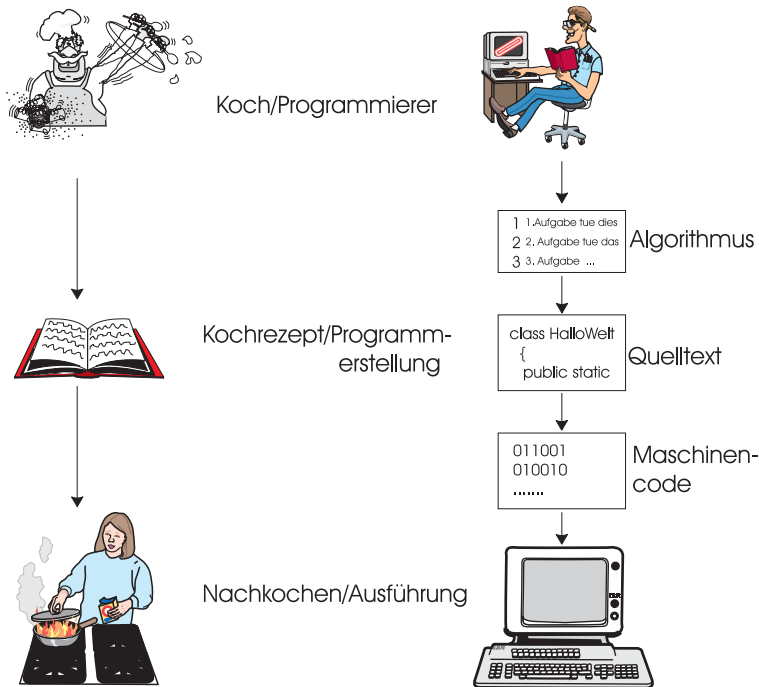 Koch/Programmierer
1 1.Aufgabe tue dies
2 2. Aufgabe tue das
3 3. Aufgabe ...
Algorithmus
Kochrezept/Programm-
erstellung
class HalloWelt
{
public static
Quelltext
011001
010010
.......
Maschinen-
code
Nachkochen/Ausführung